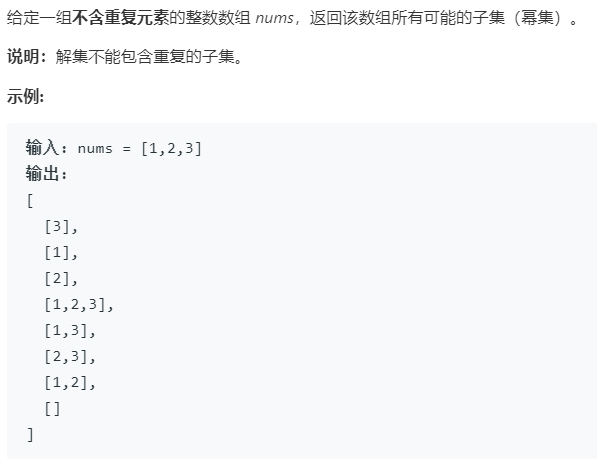 给定一组不含重复元素的整数数组 nums，返回该数组所有可能的子集（幂集）。
说明：解集不能包含重复的子集。
示例:
输入: nums = [1,2,3]
输出:
[
  [3],
  [1],
  [2],
  [1,2,3],
  [1,3],
  [2,3],
  [1,2],
  []
]